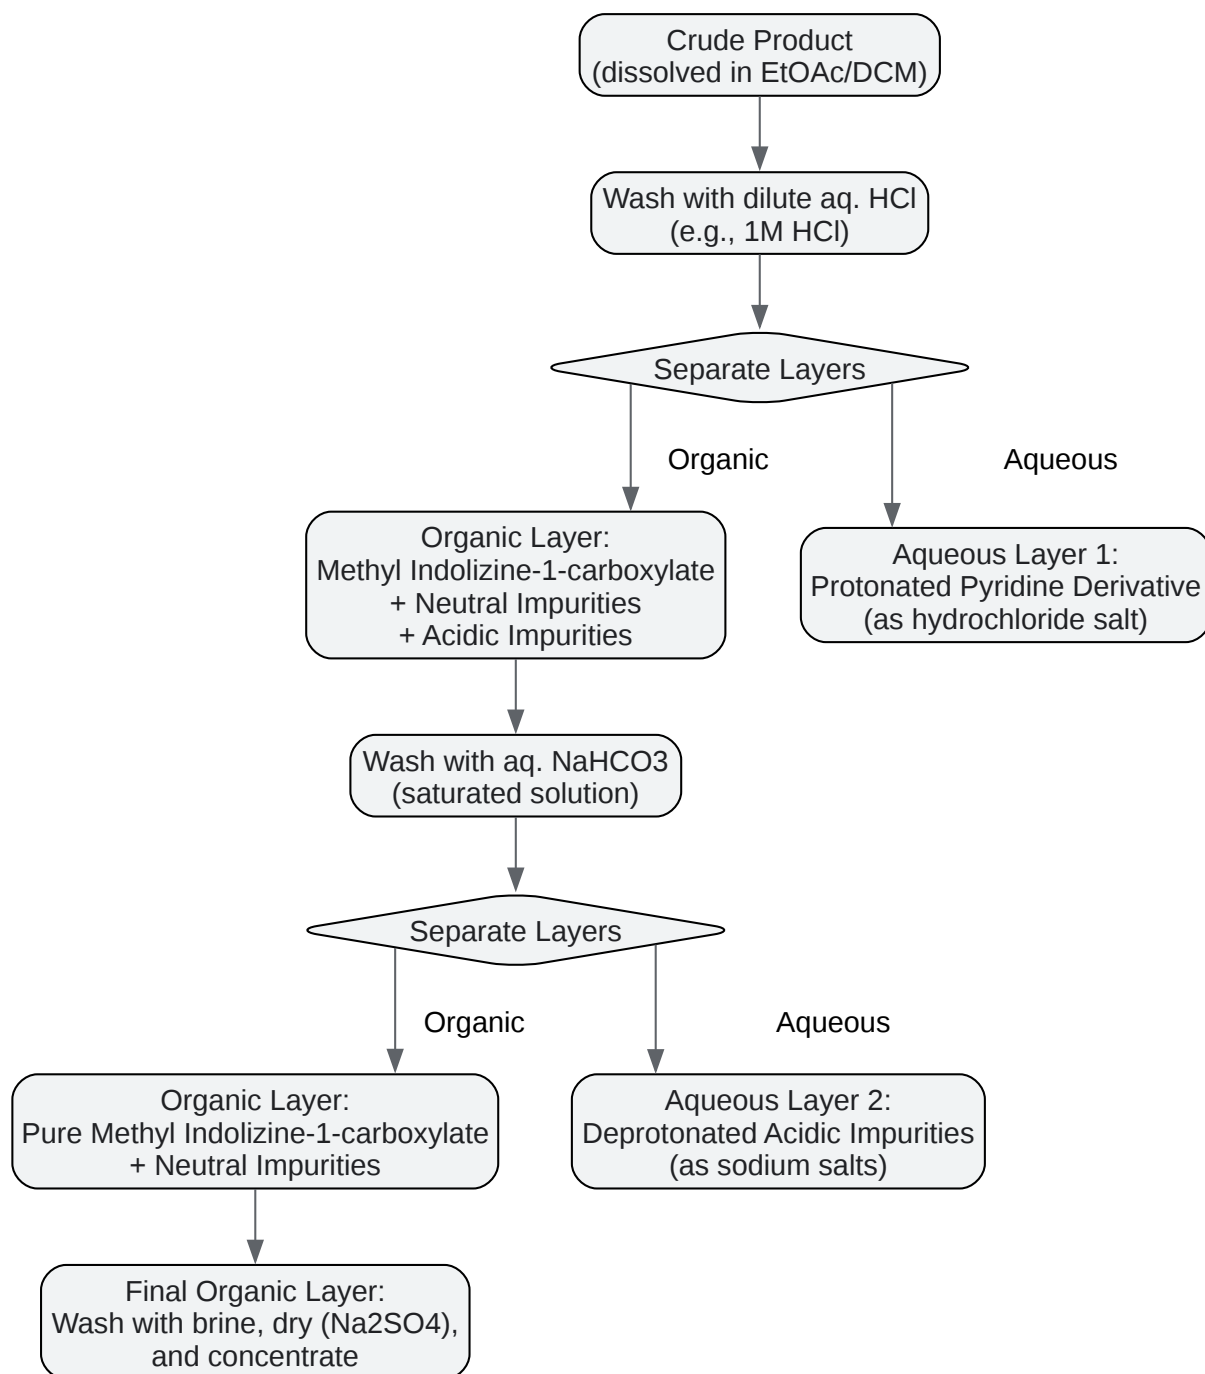 Crude Product
(dissolved in EtOAc/DCM)
Wash with dilute aq. HCl
(e.g., 1M HCl)
Separate Layers
Organic
Aqueous
Organic Layer:
Methyl Indolizine-1-carboxylate
+ Neutral Impurities
+ Acidic Impurities
Aqueous Layer 1:
Protonated Pyridine Derivative
(as hydrochloride salt)
Wash with aq. NaHCO3
(saturated solution)
Separate Layers
Organic
Aqueous
Organic Layer:
Pure Methyl Indolizine-1-carboxylate
+ Neutral Impurities
Aqueous Layer 2:
Deprotonated Acidic Impurities
(as sodium salts)
Final Organic Layer:
Wash with brine, dry (Na2SO4),
and concentrate